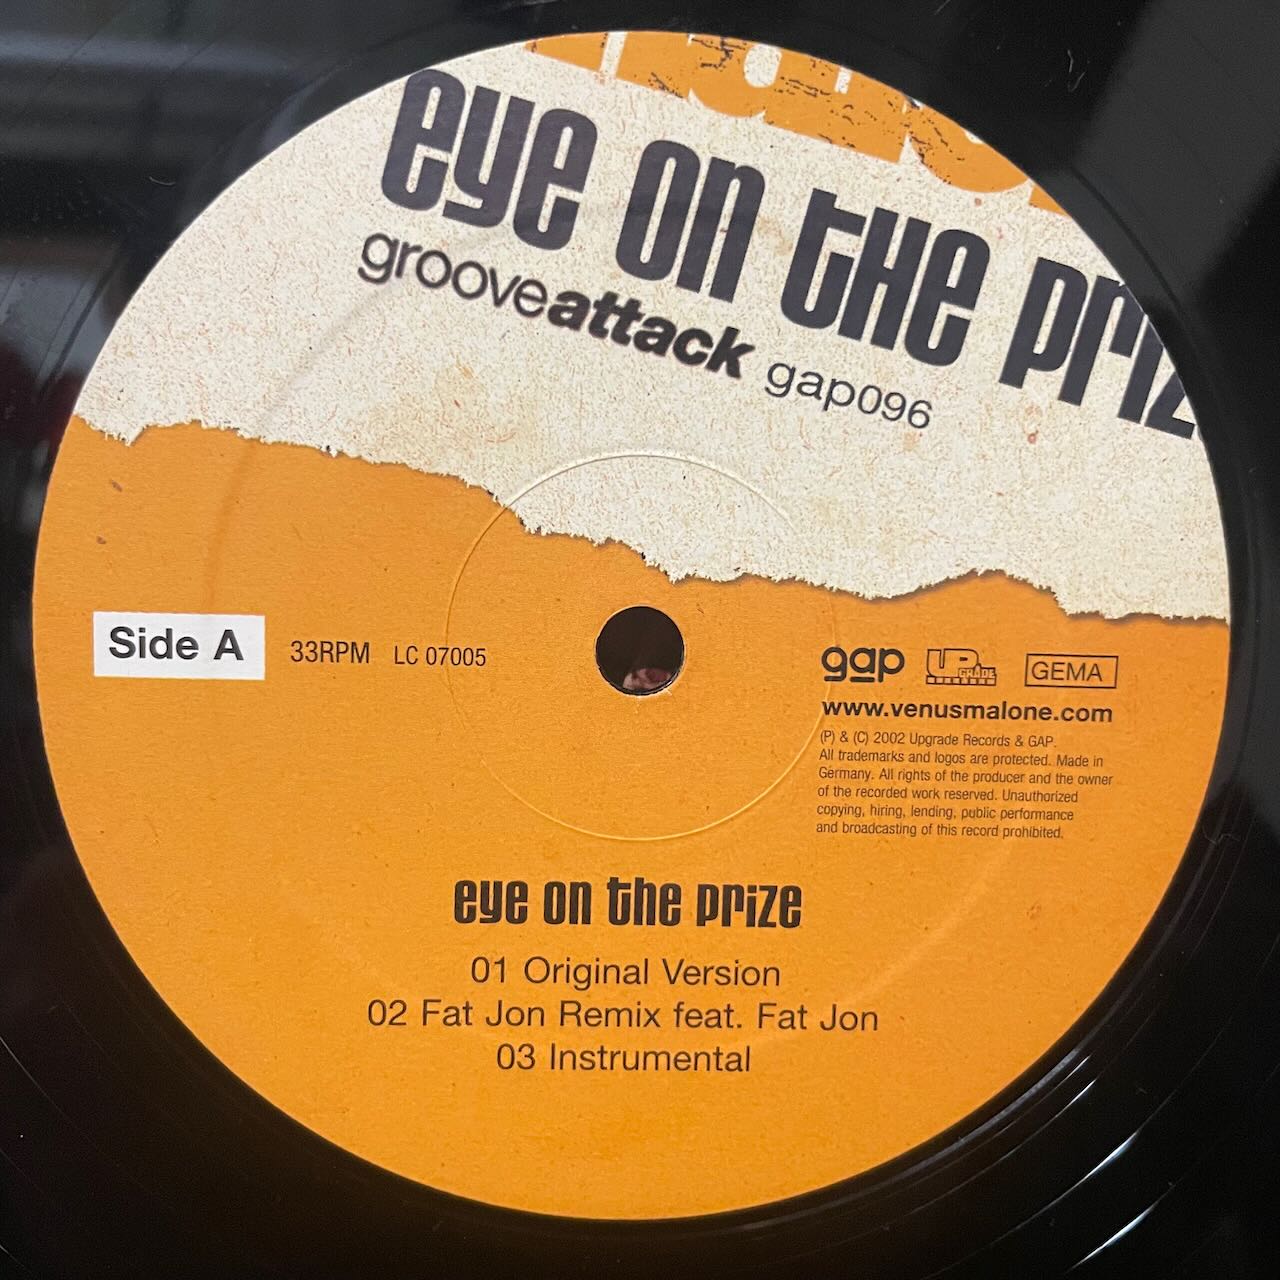 eye on the priz
grooveattack gap096
Side A 33RPM LC 07005
gap UP GRADE GEMA
www.venusmalone.com
(P) & (C) 2002 Upgrade Records & GAP.
All trademarks and logos are protected. Made in
Germany. All rights of the producer and the owner
of the recorded work reserved. Unauthorized
copying, hiring, lending, public performance
and broadcasting of this record prohibited.
eye on the prize
01 Original Version
02 Fat Jon Remix feat. Fat Jon
03 Instrumental